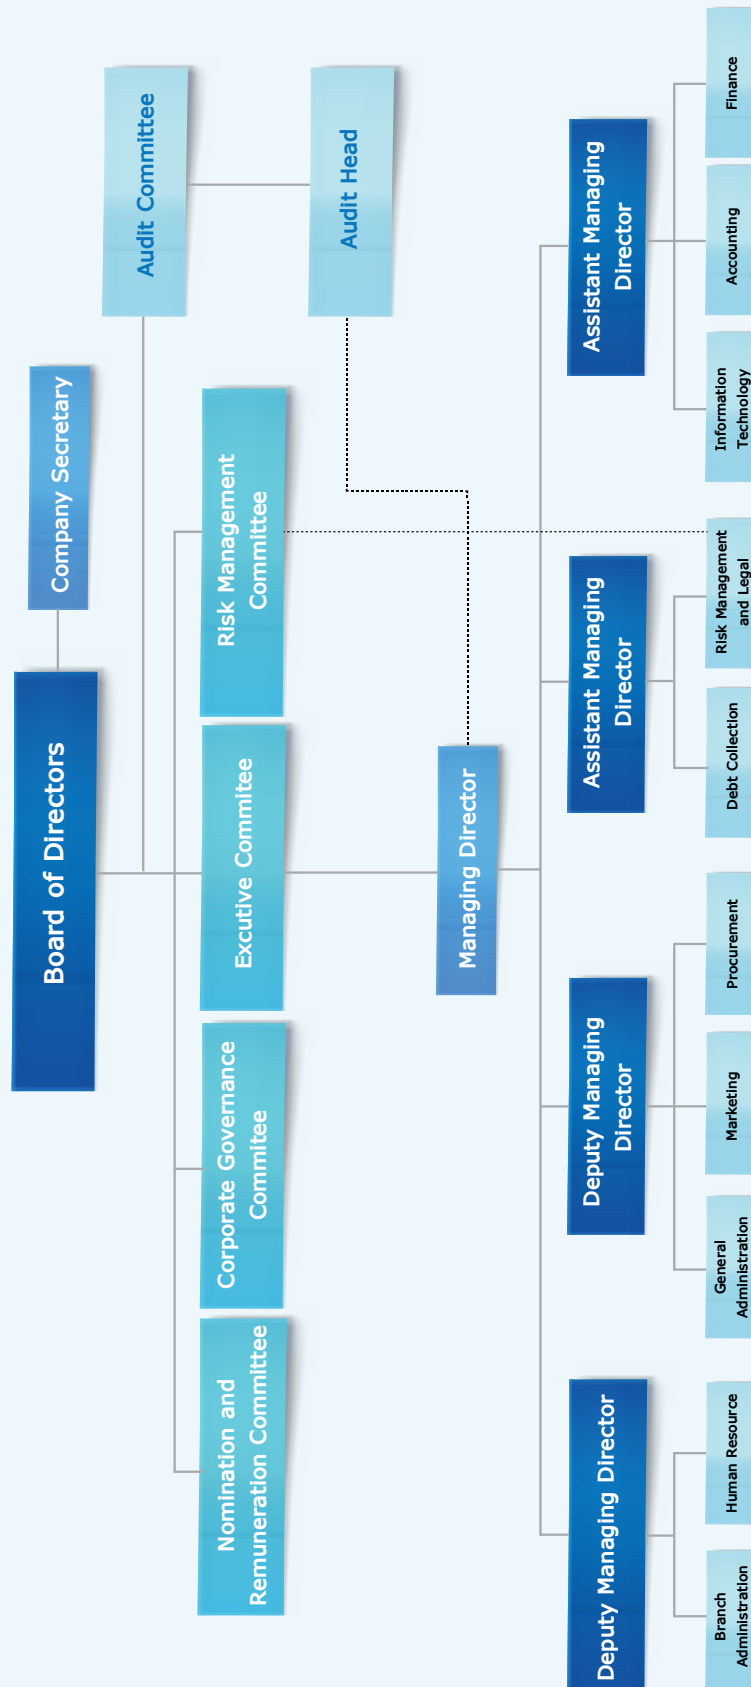 Board of Directors
Company Secretary
Audit Committee
Audit Head
Nomination and
Remuneration Committee
Corporate Governance
Commitee
Excutive Commitee
Risk Management
Committee
Managing Director
Deputy Managing Director
Deputy Managing
Director
Assistant Managing
Director
Assistant Managing
Director
Branch
Administration
Human Resource
General
Administration
Marketing
Procurement
Debt Collection
Risk Management
and Legal
Information
Technology
Accounting
Finance